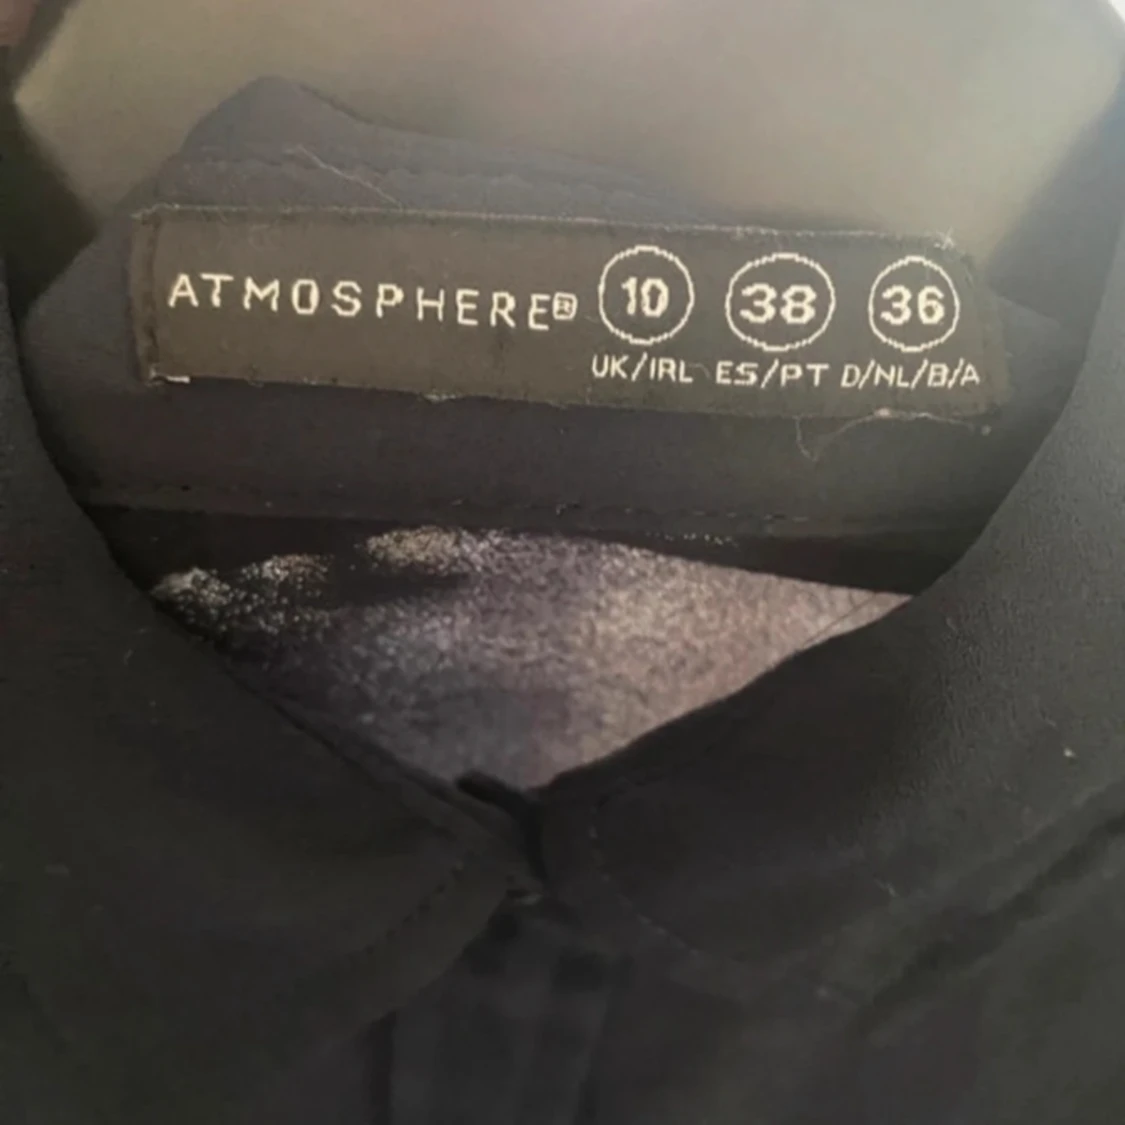 ATMOSPHERE® 10 38 36
UK/IRL ES/PT D/NL/B/A